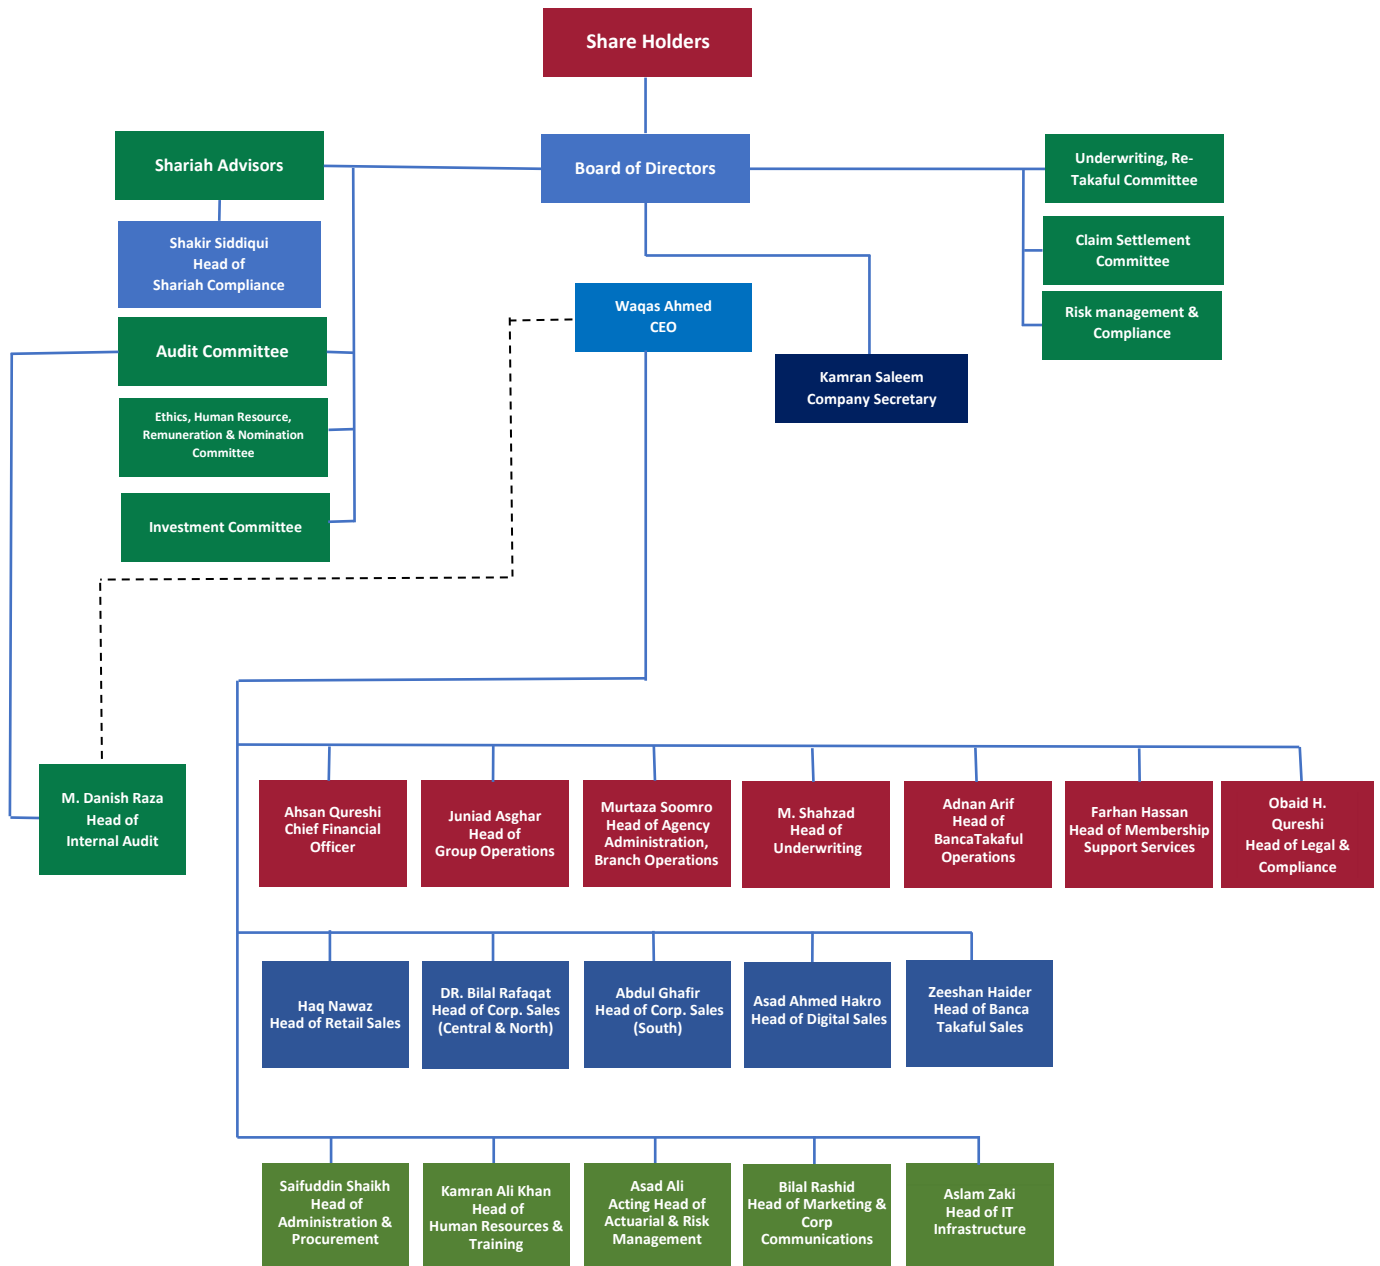 Share Holders
Shariah Advisors
Board of Directors
Underwriting, Re-
Takaful Committee
Shakir Siddiqui
Head of
Shariah Compliance
Claim Settlement
Committee
Waqas Ahmed
CEO
Risk management &
Compliance
Audit Committee
Kamran Saleem
Company Secretary
Ethics, Human Resource,
Remuneration & Nomination
Committee
Investment Committee
M. Danish Raza
Head of
Internal Audit
Ahsan Qureshi
Chief Financial
Officer
Juniad Asghar
Head of
Group Operations
Murtaza Soomro
Head of Agency
Administration,
Branch Operations
M. Shahzad
Head of
Underwriting
Adnan Arif
Head of
BancaTakaful
Operations
Farhan Hassan
Head of Membership
Support Services
Obaid H.
Qureshi
Head of Legal &
Compliance
Haq Nawaz
Head of Retail Sales
DR. Bilal Rafaqat
Head of Corp. Sales
(Central & North)
Abdul Ghafir
Head of Corp. Sales
(South)
Asad Ahmed Hakro
Head of Digital Sales
Zeeshan Haider
Head of Banca
Takaful Sales
Saifuddin Shaikh
Head of
Administration &
Procurement
Kamran Ali Khan
Head of
Human Resources &
Training
Asad Ali
Acting Head of
Actuarial & Risk
Management
Bilal Rashid
Head of Marketing &
Corp
Communications
Aslam Zaki
Head of IT
Infrastructure